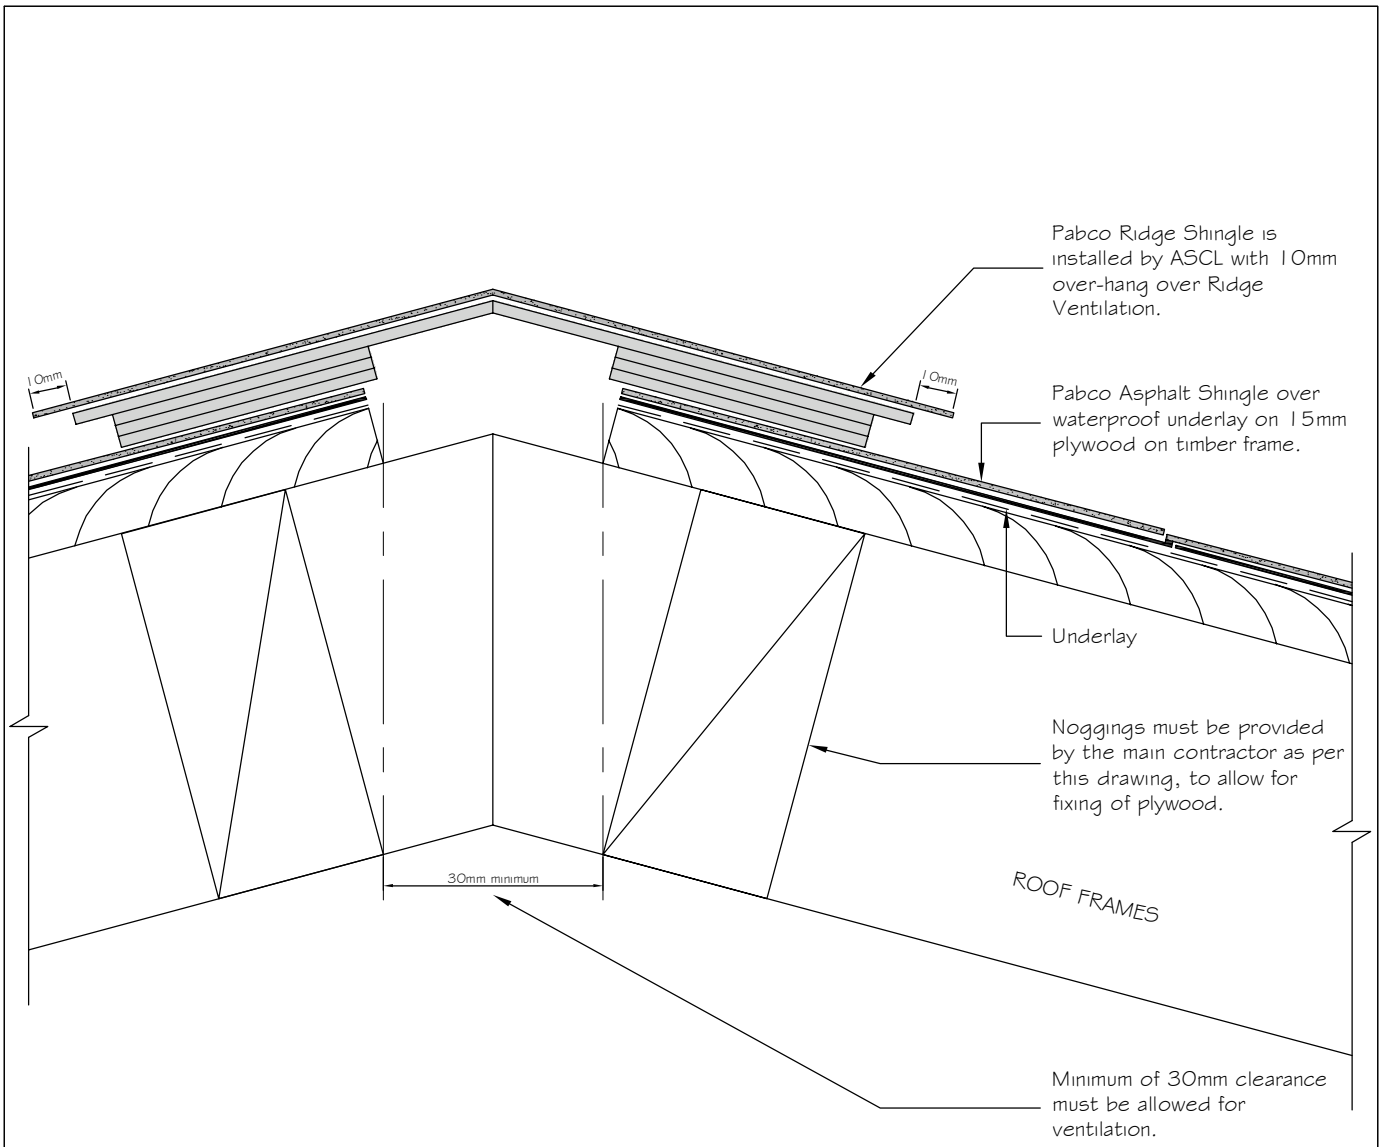 Pabco Ridge Shingle is
installed by ASCL with 10mm
over-hang over Ridge
Ventilation.
10mm
10mm
Pabco Asphalt Shingle over
waterproof underlay on 15mm
plywood on timber frame.
Underlay
Noggings must be provided
by the main contractor as per
this drawing, to allow for
fixing of plywood.
30mm minimum
ROOF FRAMES
Minimum of 30mm clearance
must be allowed for
ventilation.